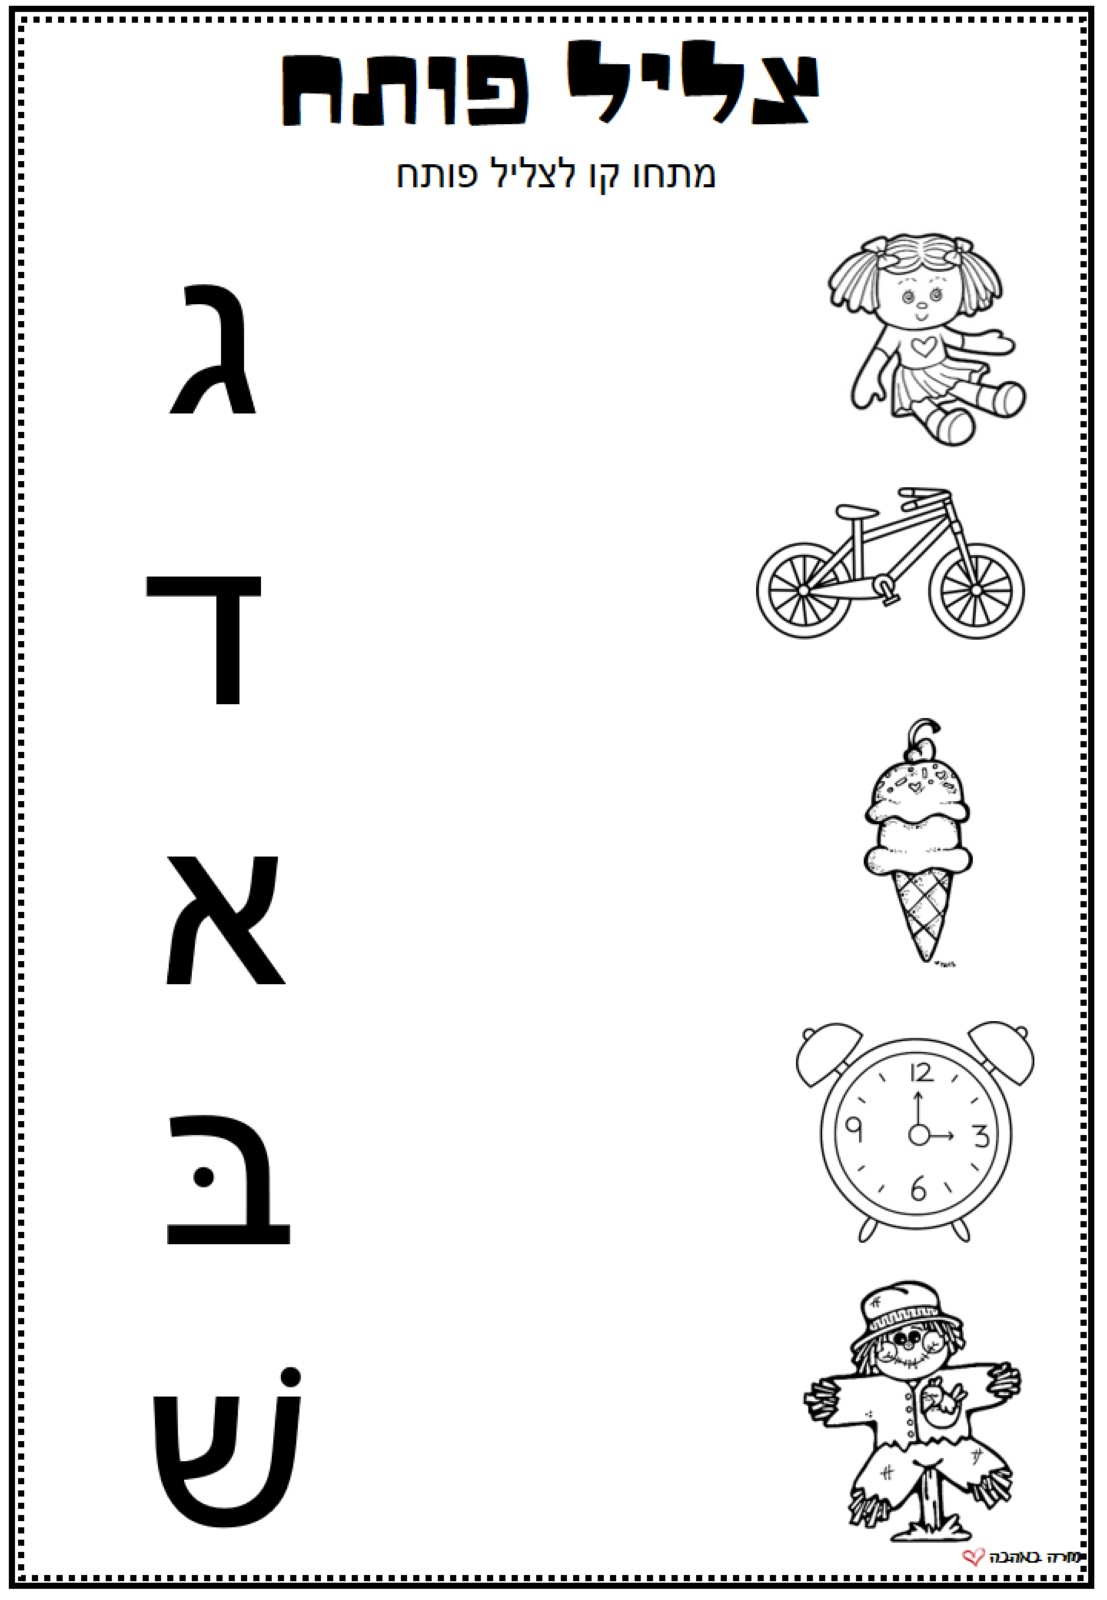 צליל פותח
מתחו קו לצליל פותח
ג
ד
א
בּ
שׁ
12
9
3
6
מורה באהבה